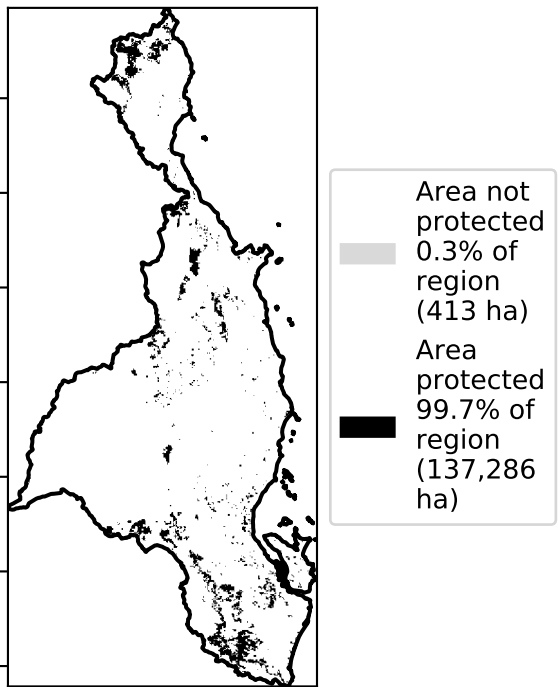 Area not
protected
0.3% of
region
(413 ha)
Area
protected
99.7% of
region
(137,286
ha)